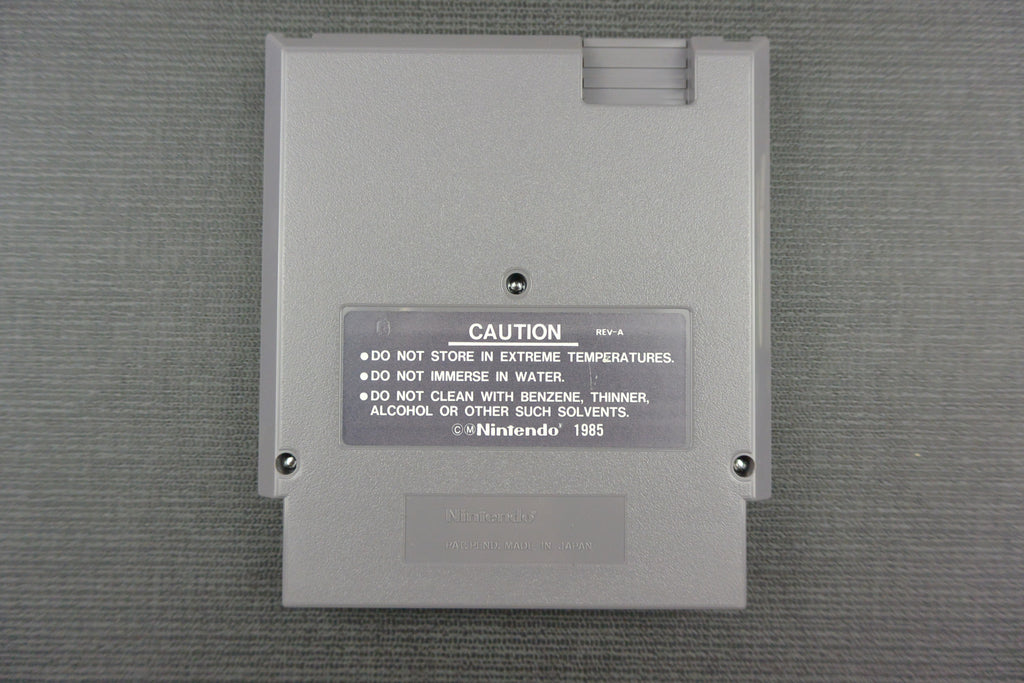 CAUTION REV-A
● DO NOT STORE IN EXTREME TEMPERATURES.
● DO NOT IMMERSE IN WATER.
● DO NOT CLEAN WITH BENZENE, THINNER,
ALCOHOL OR OTHER SUCH SOLVENTS.
©Ⓜ Nintendo® 1985
Nintendo®
PAT. PEND. MADE IN JAPAN